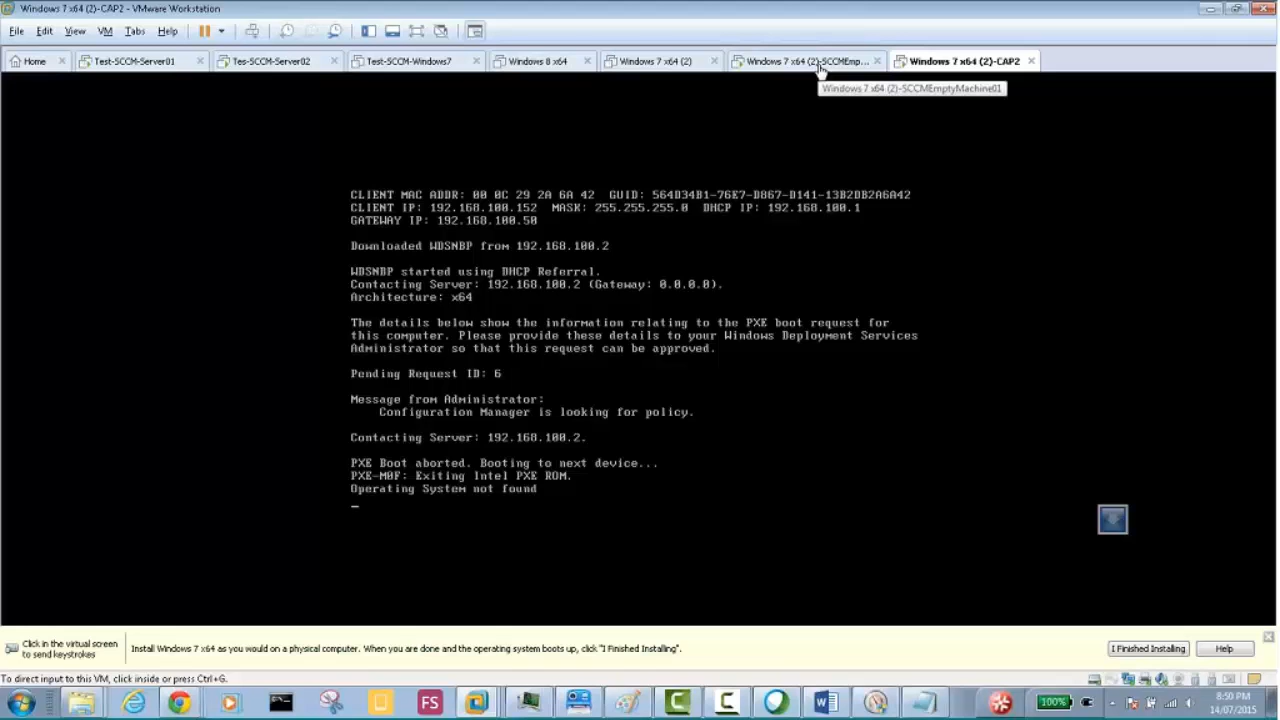 Windows 7 x64 (2)-CAP2 - VMware Workstation
File Edit View VM Tabs Help
Home Test-SCCM-Server01 Tes-SCCM-Server02 Test-SCCM-Windows7 Windows 8 x64 Windows 7 x64 (2) Windows 7 x64 (2)-SCCMEmp... Windows 7 x64 (2)-CAP2
Windows 7 x64 (2)-SCCMEmptyMachine01
CLIENT MAC ADDR: 00 0C 29 2A 6A 42 GUID: 564D34B1-76E7-D867-D141-13B2DB2A6A42
CLIENT IP: 192.168.100.152 MASK: 255.255.255.0 DHCP IP: 192.168.100.1
GATEWAY IP: 192.168.100.50
Downloaded WDSNBP from 192.168.100.2
WDSNBP started using DHCP Referral.
Contacting Server: 192.168.100.2 (Gateway: 0.0.0.0).
Architecture: x64
The details below show the information relating to the PXE boot request for
this computer. Please provide these details to your Windows Deployment Services
Administrator so that this request can be approved.
Pending Request ID: 6
Message from Administrator:
Configuration Manager is looking for policy.
Contacting Server: 192.168.100.2.
PXE Boot aborted. Booting to next device...
PXE-M0F: Exiting Intel PXE ROM.
Operating System not found
Click in the virtual screen
to send keystrokes
Install Windows 7 x64 as you would on a physical computer. When you are done and the operating system boots up, click "I Finished Installing".
I Finished Installing Help
To direct input to this VM, click inside or press Ctrl+G.
FS
100%
8:50 PM
14/07/2015